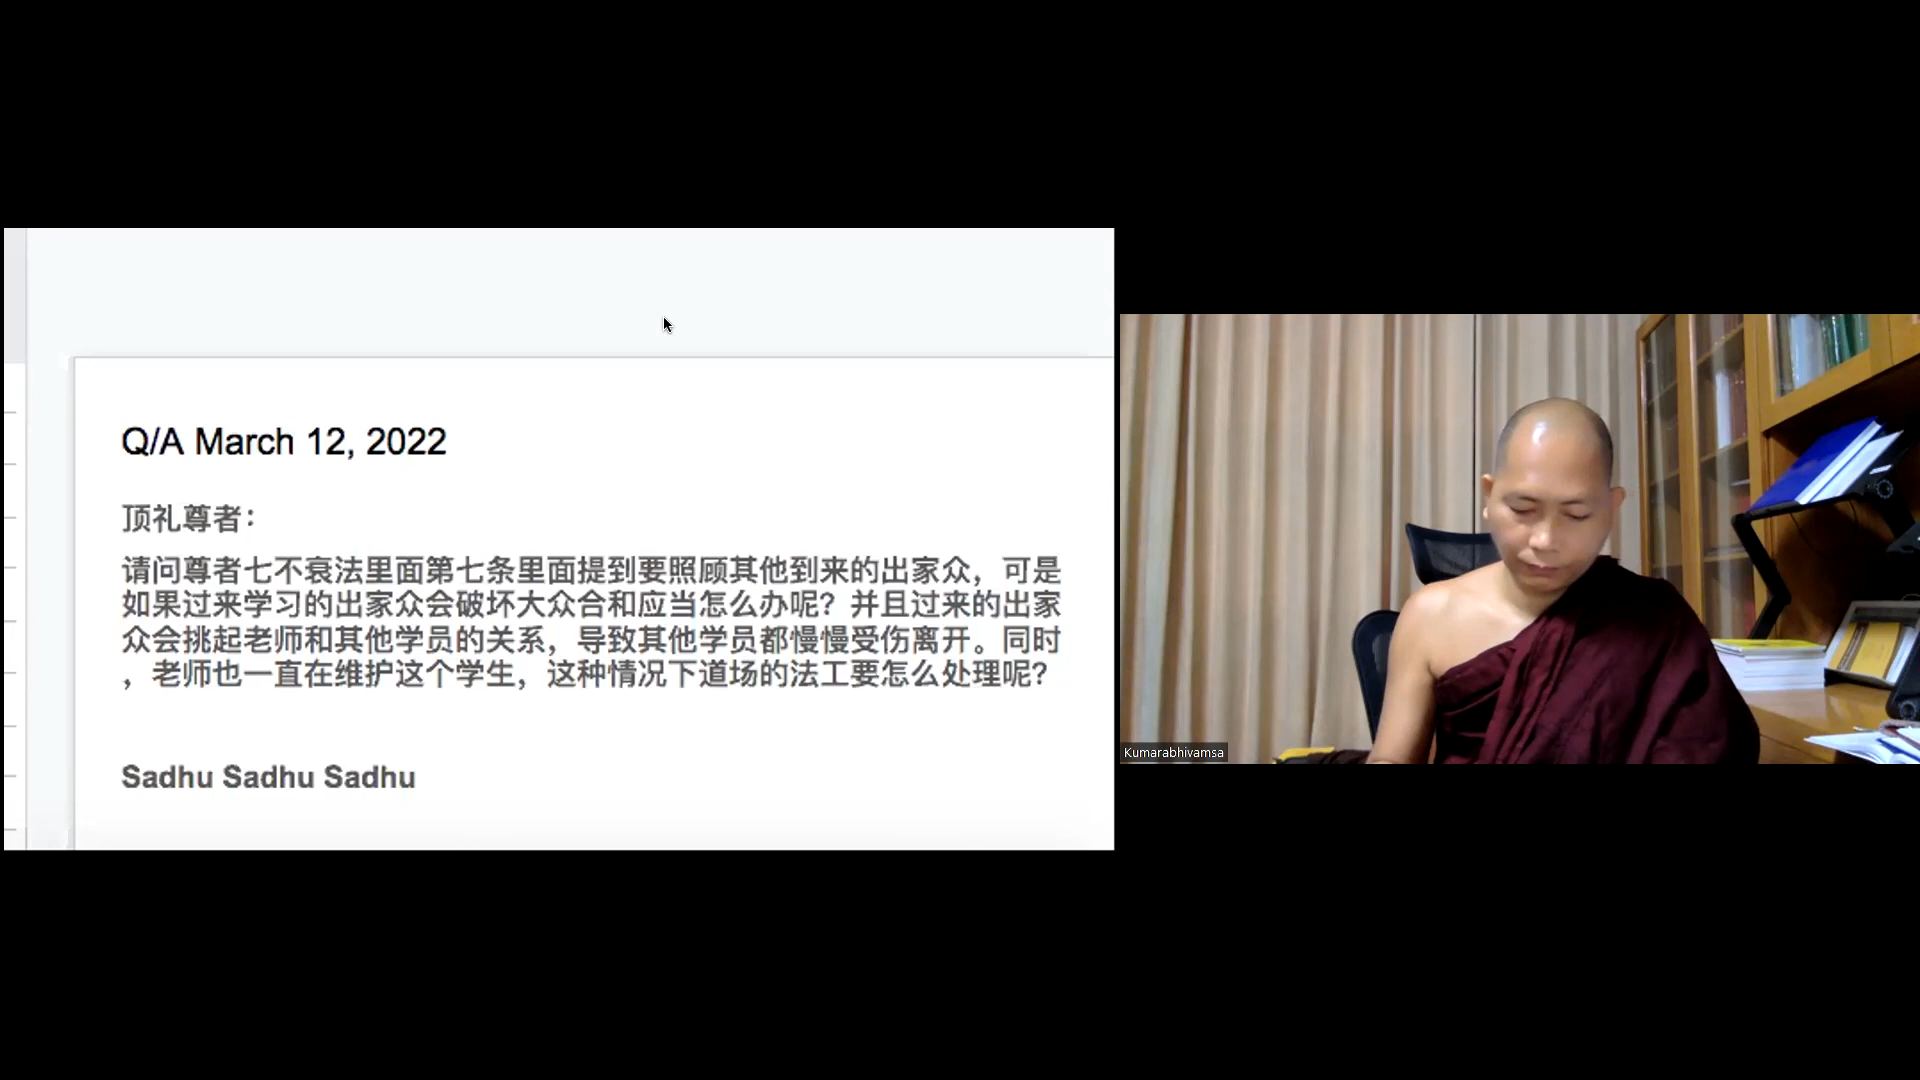 Q/A March 12, 2022
顶礼尊者：
请问尊者七不衰法里面第七条里面提到要照顾其他到来的出家众，可是
如果过来学习的出家众会破坏大众合和应当怎么办呢？并且过来的出家
众会挑起老师和其他学员的关系，导致其他学员都慢慢受伤离开。同时
，老师也一直在维护这个学生，这种情况下道场的法工要怎么处理呢？
Sadhu Sadhu Sadhu
Kumarabhivamsa